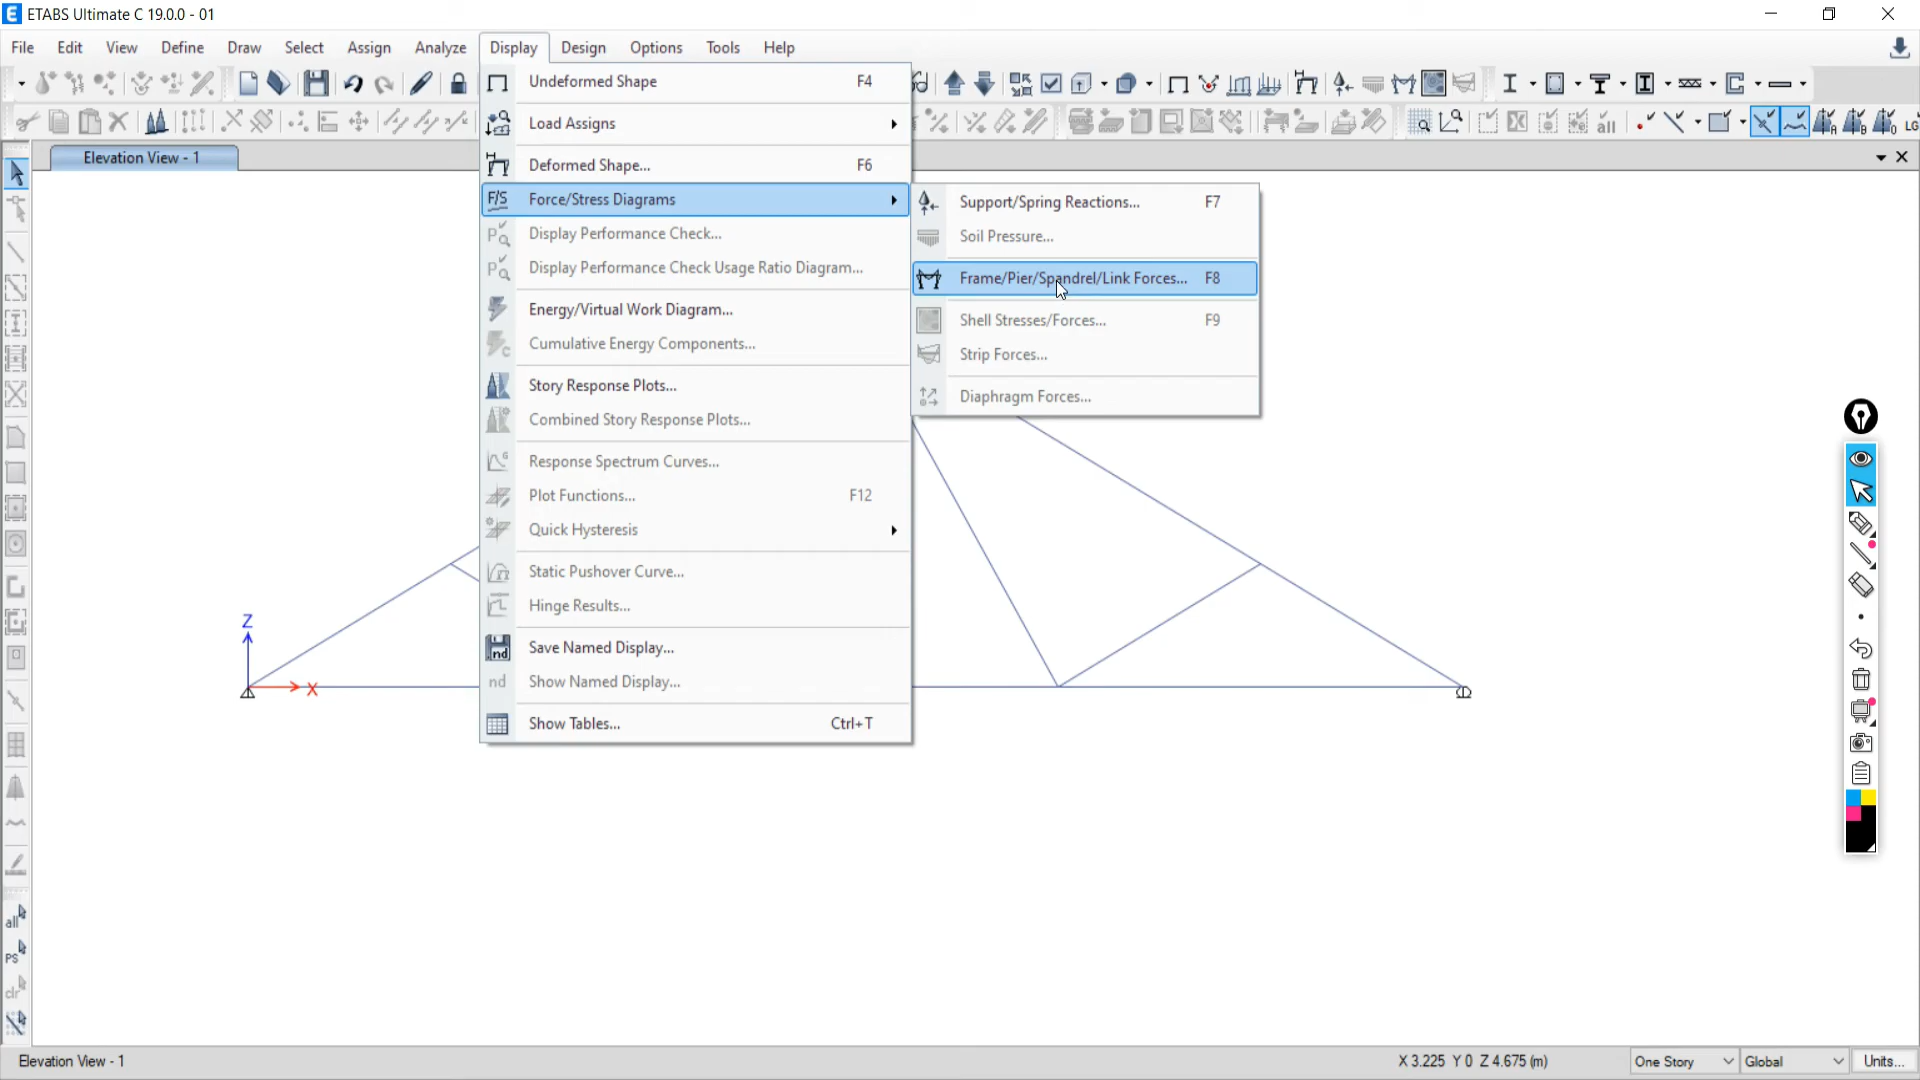 ETABS Ultimate C 19.0.0 - 01
File Edit View Define Draw Select Assign Analyze Display Design Options Tools Help
Undeformed Shape F4
Load Assigns
Deformed Shape... F6
Force/Stress Diagrams
Display Performance Check...
Display Performance Check Usage Ratio Diagram...
Energy/Virtual Work Diagram...
Cumulative Energy Components...
Story Response Plots...
Combined Story Response Plots...
Response Spectrum Curves...
Plot Functions... F12
Quick Hysteresis
Static Pushover Curve...
Hinge Results...
Save Named Display...
Show Named Display...
Show Tables... Ctrl+T
Support/Spring Reactions... F7
Soil Pressure...
Frame/Pier/Spandrel/Link Forces... F8
Shell Stresses/Forces... F9
Strip Forces...
Diaphragm Forces...
Elevation View - 1
all
LG
Z
X
all
PS
clr
Elevation View - 1
X 3.225 Y 0 Z 4.675 (m)
One Story
Global
Units...